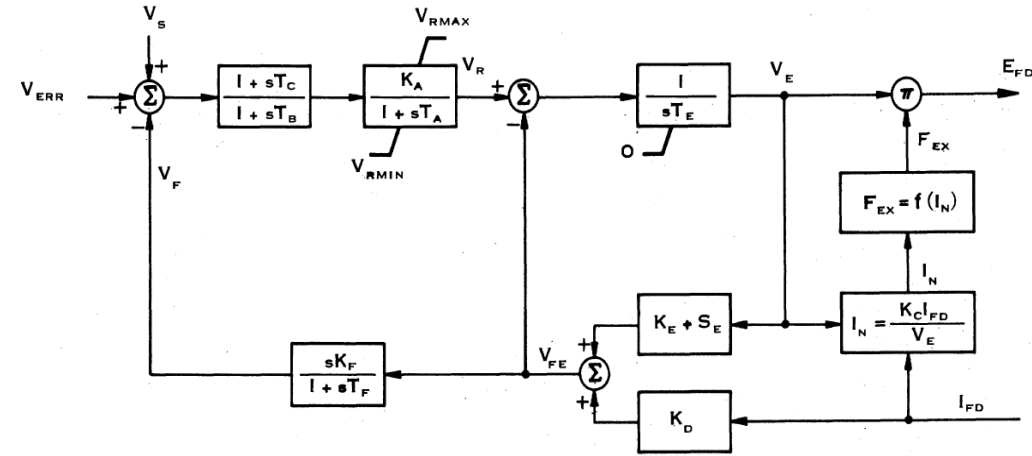 V_S
V_ERR
+
+
−
Σ
1 + sT_C
1 + sT_B
V_RMAX
K_A
1 + sT_A
V_RMIN
V_R
+
−
Σ
1
sT_E
0
V_E
π
E_FD
F_EX
F_EX = f(I_N)
I_N
I_N = K_C I_FD
V_E
V_F
K_E + S_E
+
Σ
+
V_FE
sK_F
1 + sT_F
K_D
I_FD